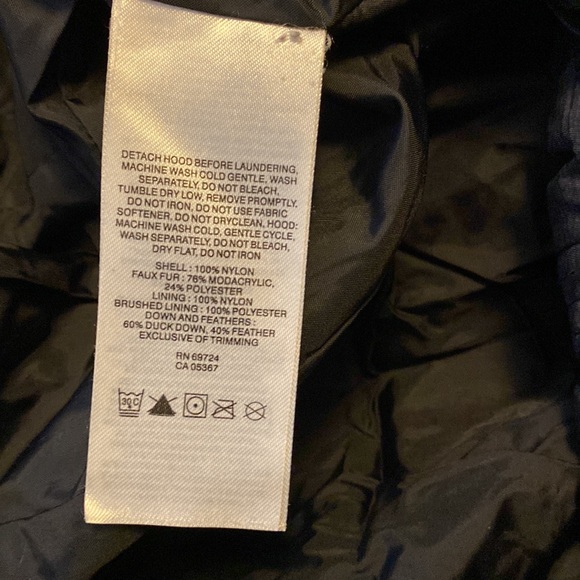 DETACH HOOD BEFORE LAUNDERING,
MACHINE WASH COLD GENTLE, WASH
SEPARATELY, DO NOT BLEACH.
TUMBLE DRY LOW, REMOVE PROMPTLY.
DO NOT IRON, DO NOT USE FABRIC
SOFTENER, DO NOT DRYCLEAN, HOOD:
MACHINE WASH COLD, GENTLE CYCLE,
WASH SEPARATELY, DO NOT BLEACH,
DRY FLAT, DO NOT IRON
SHELL : 100% NYLON
FAUX FUR : 76% MODACRYLIC,
24% POLYESTER
LINING : 100% NYLON
BRUSHED LINING : 100% POLYESTER
DOWN AND FEATHERS :
60% DUCK DOWN, 40% FEATHER
EXCLUSIVE OF TRIMMING
RN 69724
CA 05367
30°C